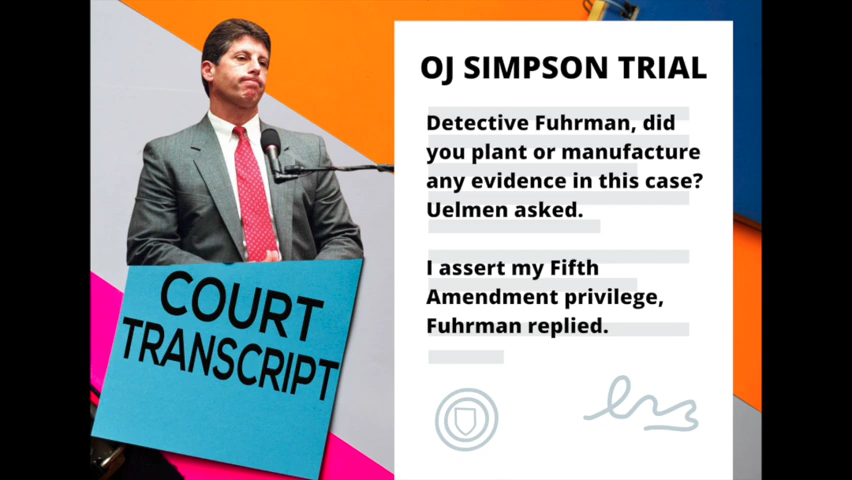 COURT
TRANSCRIPT
OJ SIMPSON TRIAL
Detective Fuhrman, did
you plant or manufacture
any evidence in this case?
Uelmen asked.
I assert my Fifth
Amendment privilege,
Fuhrman replied.